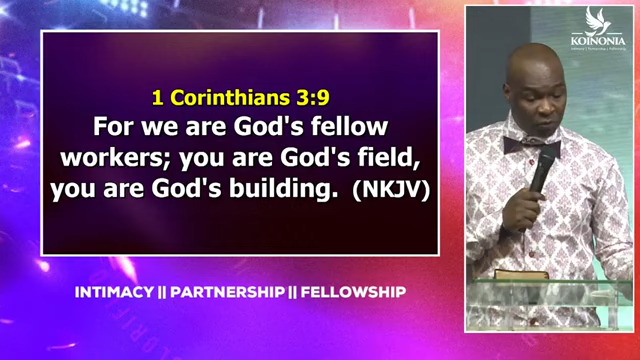 1 Corinthians 3:9
For we are God's fellow
workers; you are God's field,
you are God's building. (NKJV)
INTIMACY || PARTNERSHIP || FELLOWSHIP
KOINONIA